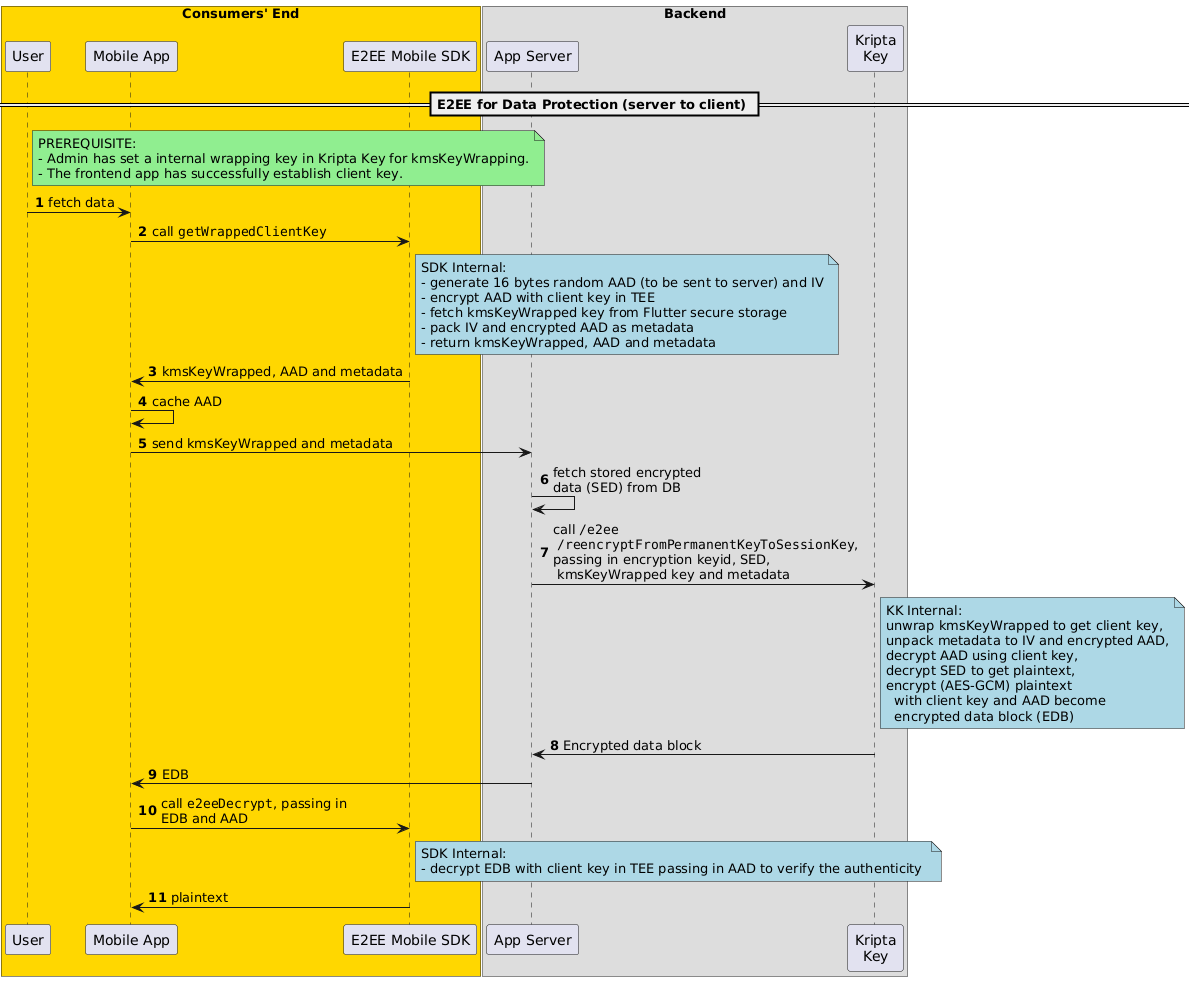 Consumers' End
Backend
User
Mobile App
E2EE Mobile SDK
App Server
Kripta
Key
E2EE for Data Protection (server to client)
PREREQUISITE:
- Admin has set a internal wrapping key in Kripta Key for kmsKeyWrapping.
- The frontend app has successfully establish client key.
1 fetch data
2 call getWrappedClientKey
SDK Internal:
- generate 16 bytes random AAD (to be sent to server) and IV
- encrypt AAD with client key in TEE
- fetch kmsKeyWrapped key from Flutter secure storage
- pack IV and encrypted AAD as metadata
- return kmsKeyWrapped, AAD and metadata
3 kmsKeyWrapped, AAD and metadata
4 cache AAD
5 send kmsKeyWrapped and metadata
6 fetch stored encrypted
data (SED) from DB
7 call /e2ee
/reencryptFromPermanentKeyToSessionKey,
passing in encryption keyid, SED,
kmsKeyWrapped key and metadata
KK Internal:
unwrap kmsKeyWrapped to get client key,
unpack metadata to IV and encrypted AAD,
decrypt AAD using client key,
decrypt SED to get plaintext,
encrypt (AES-GCM) plaintext
with client key and AAD become
encrypted data block (EDB)
8 Encrypted data block
9 EDB
10 call e2eeDecrypt, passing in
EDB and AAD
SDK Internal:
- decrypt EDB with client key in TEE passing in AAD to verify the authenticity
11 plaintext
User
Mobile App
E2EE Mobile SDK
App Server
Kripta
Key